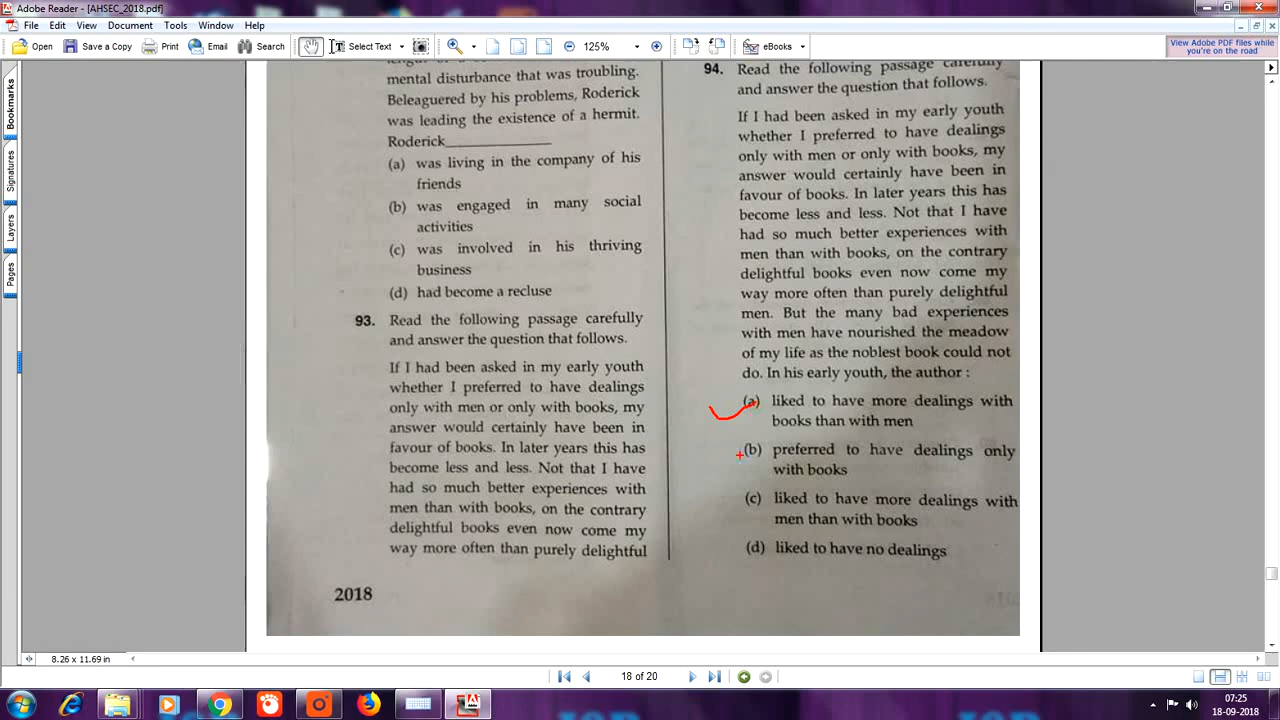 Adobe Reader - [AHSEC_2018.pdf]
File Edit View Document Tools Window Help
Open Save a Copy Print Email Search Select Text 125% eBooks
View Adobe PDF files while
you're on the road
Bookmarks
Signatures
Layers
Pages
mental disturbance that was troubling.
Beleaguered by his problems, Roderick
was leading the existence of a hermit.
Roderick____________
(a) was living in the company of his
friends
(b) was engaged in many social
activities
(c) was involved in his thriving
business
(d) had become a recluse
93. Read the following passage carefully
and answer the question that follows.
If I had been asked in my early youth
whether I preferred to have dealings
only with men or only with books, my
answer would certainly have been in
favour of books. In later years this has
become less and less. Not that I have
had so much better experiences with
men than with books, on the contrary
delightful books even now come my
way more often than purely delightful
2018
94. Read the following passage carefully
and answer the question that follows.
If I had been asked in my early youth
whether I preferred to have dealings
only with men or only with books, my
answer would certainly have been in
favour of books. In later years this has
become less and less. Not that I have
had so much better experiences with
men than with books, on the contrary
delightful books even now come my
way more often than purely delightful
men. But the many bad experiences
with men have nourished the meadow
of my life as the noblest book could not
do. In his early youth, the author :
(a) liked to have more dealings with
books than with men
(b) preferred to have dealings only
with books
(c) liked to have more dealings with
men than with books
(d) liked to have no dealings
8.26 x 11.69 in
18 of 20
07:25
18-09-2018